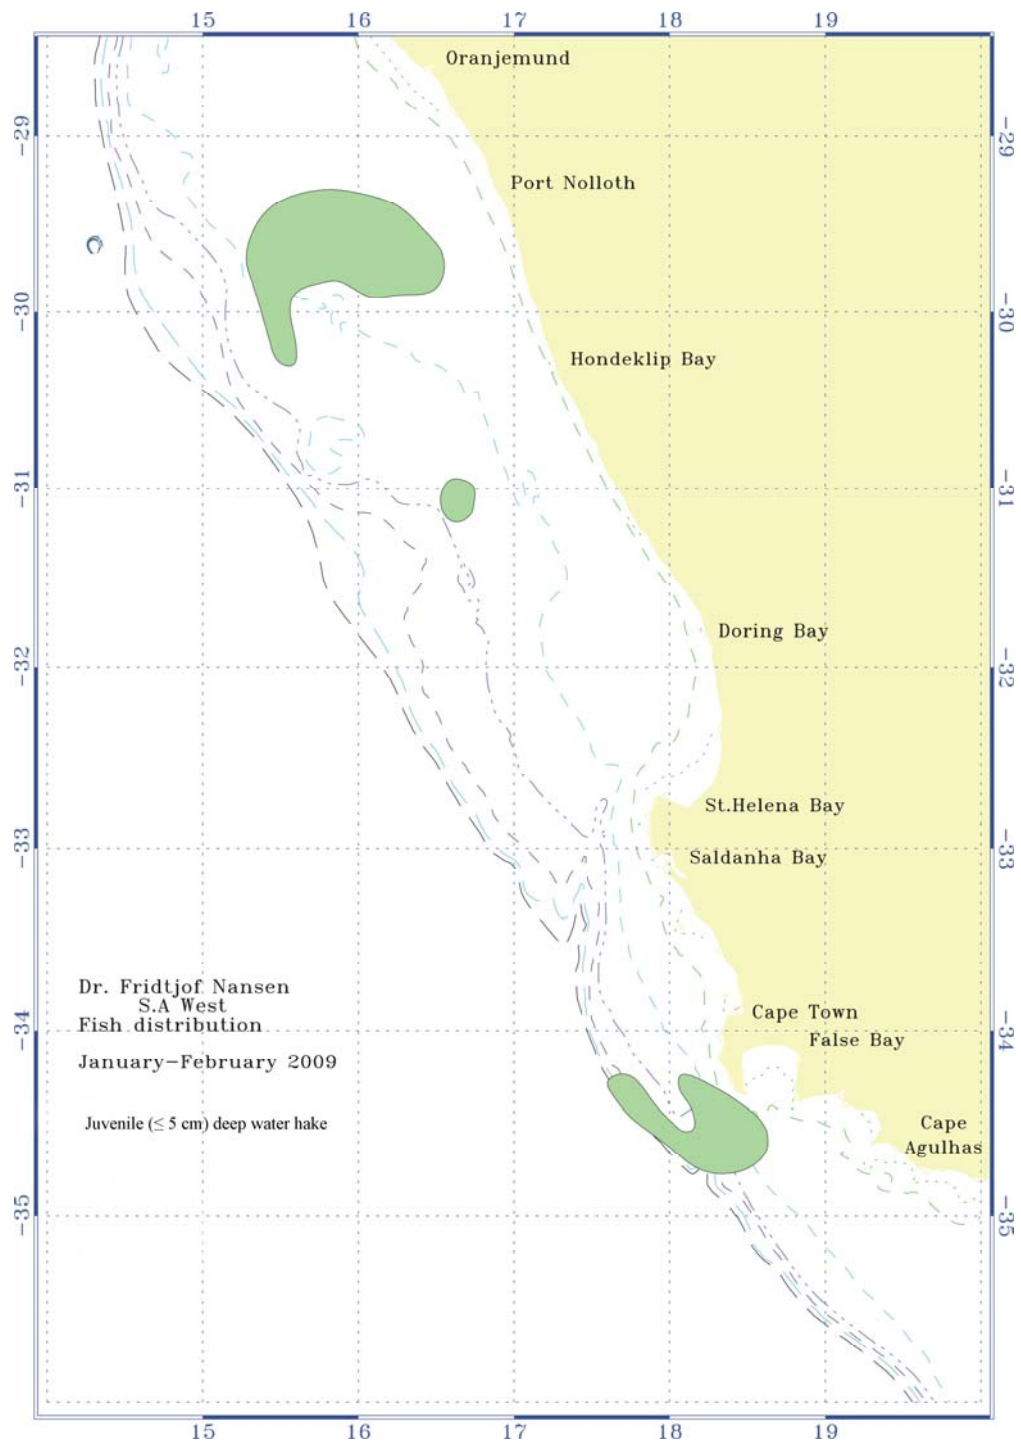 15 16 17 18 19
Oranjemund
-29 -29
Port Nolloth
-30 -30
Hondeklip Bay
-31 -31
Doring Bay
-32 -32
St.Helena Bay
-33 -33
Saldanha Bay
Dr. Fridtjof Nansen
S.A West
Fish distribution
January-February 2009
Juvenile (≤ 5 cm) deep water hake
Cape Town
-34 -34
False Bay
Cape
Agulhas
-35 -35
15 16 17 18 19